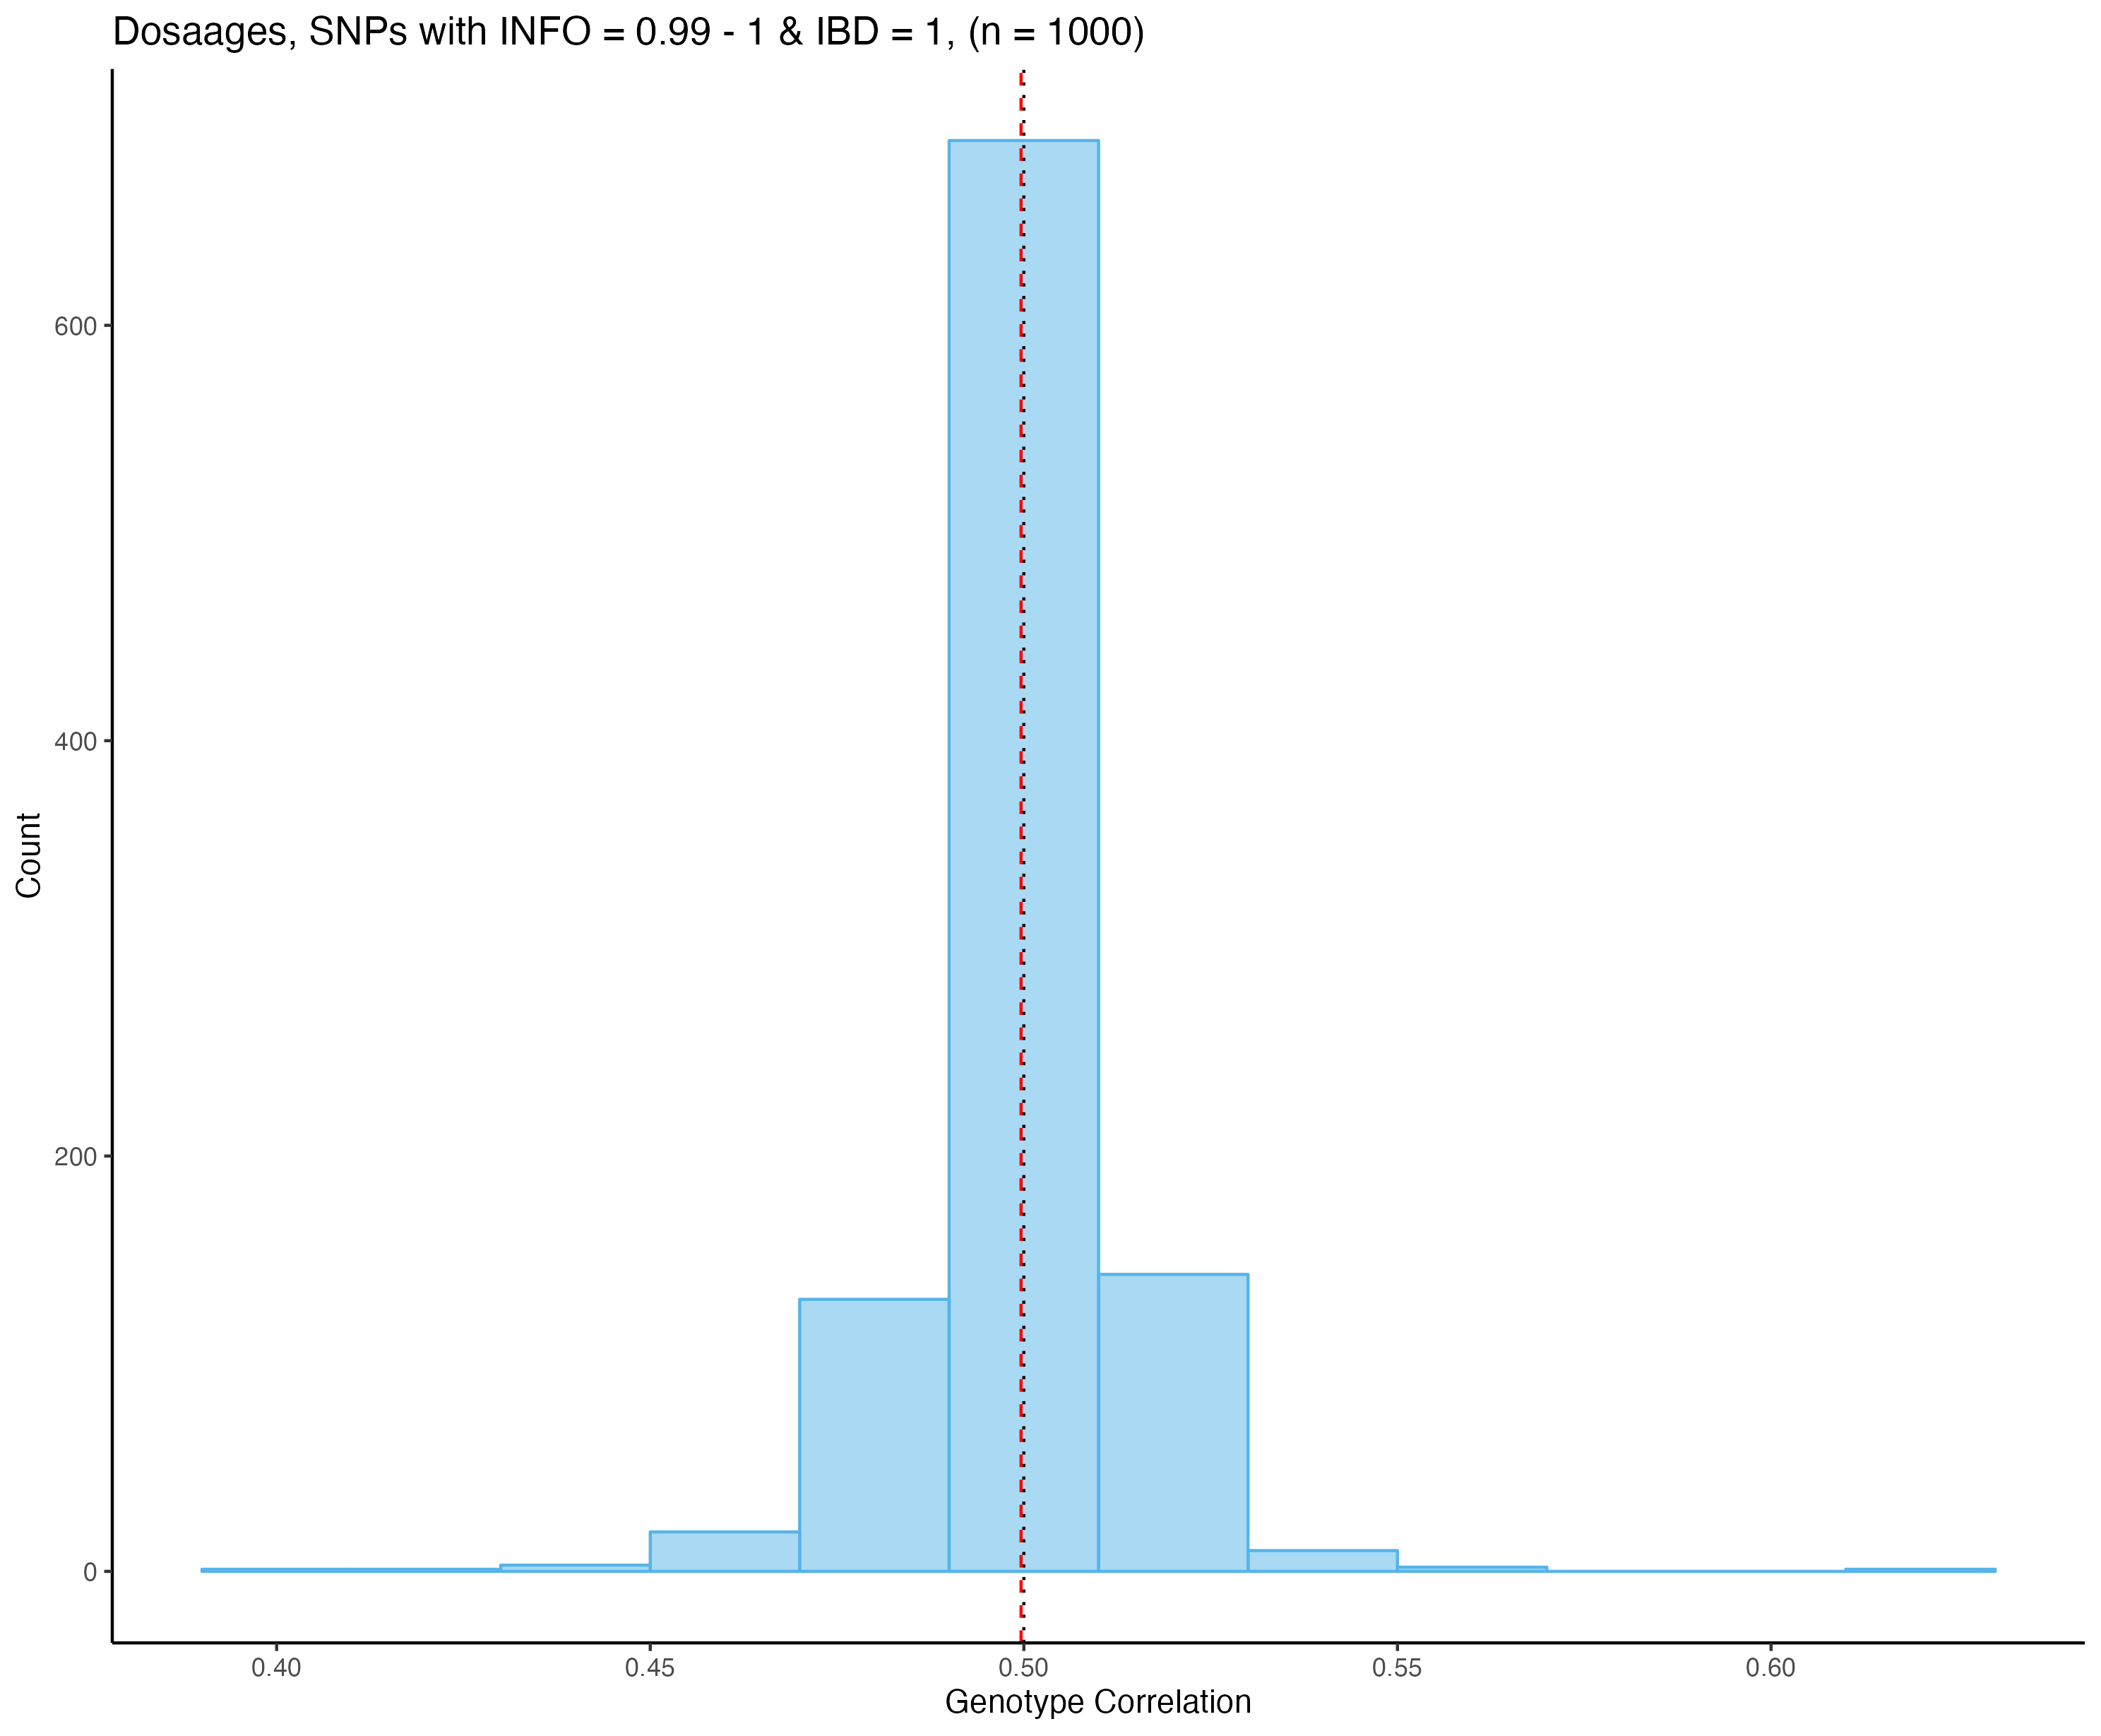 Dosaages, SNPs with INFO = 0.99 - 1 & IBD = 1, (n = 1000)
600
400
200
0
Count
0.40 0.45 0.50 0.55 0.60
Genotype Correlation